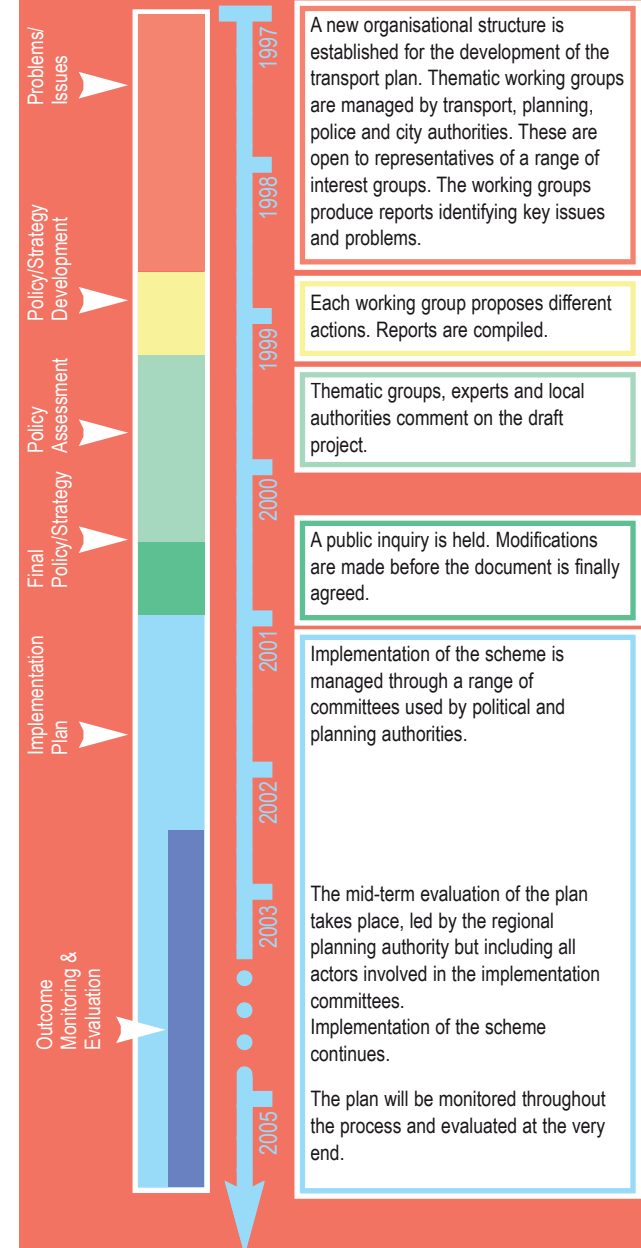 Problems/
Issues
1997
A new organisational structure is
established for the development of the
transport plan. Thematic working groups
are managed by transport, planning,
police and city authorities. These are
open to representatives of a range of
interest groups. The working groups
produce reports identifying key issues
and problems.
1998
Policy/Strategy
Development
Each working group proposes different
actions. Reports are compiled.
1999
Policy
Assessment
Thematic groups, experts and local
authorities comment on the draft
project.
2000
Final
Policy/Strategy
A public inquiry is held. Modifications
are made before the document is finally
agreed.
2001
Implementation
Plan
Implementation of the scheme is
managed through a range of
committees used by political and
planning authorities.
2002
2003
The mid-term evaluation of the plan
takes place, led by the regional
planning authority but including all
actors involved in the implementation
committees.
Implementation of the scheme
continues.
Outcome
Monitoring &
Evaluation
2005
The plan will be monitored throughout
the process and evaluated at the very
end.